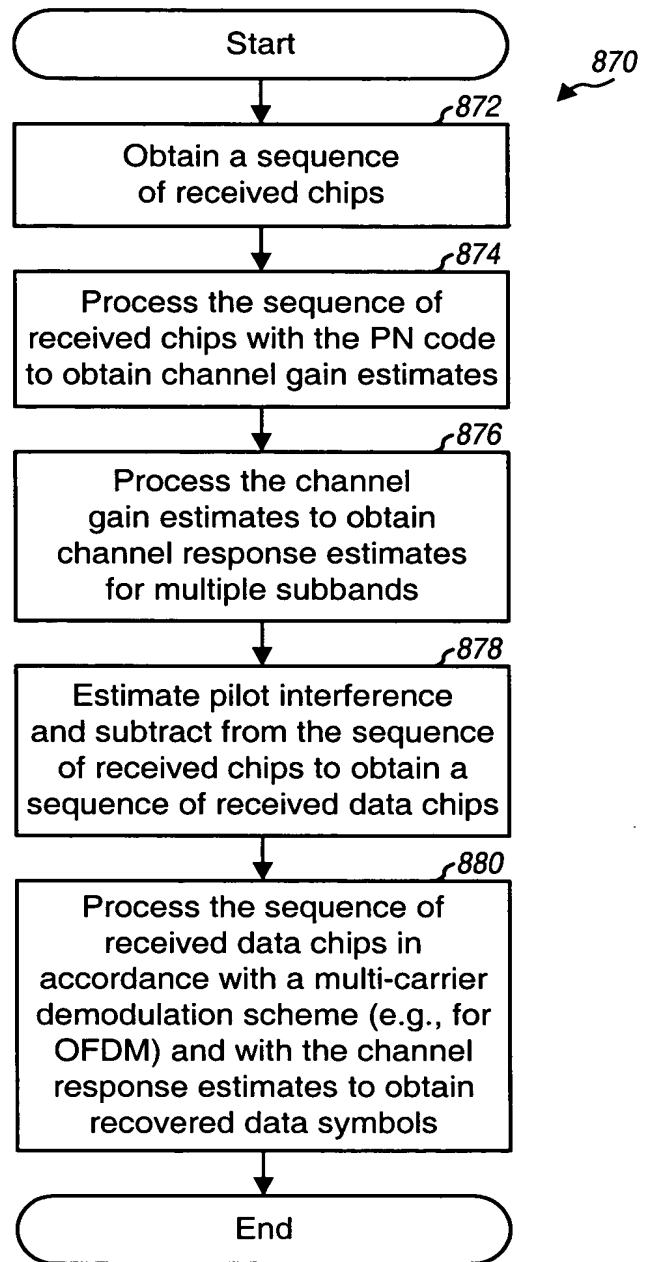 Start
870
872
Obtain a sequence
of received chips
874
Process the sequence of
received chips with the PN code
to obtain channel gain estimates
876
Process the channel
gain estimates to obtain
channel response estimates
for multiple subbands
878
Estimate pilot interference
and subtract from the sequence
of received chips to obtain a
sequence of received data chips
880
Process the sequence of
received data chips in
accordance with a multi-carrier
demodulation scheme (e.g., for
OFDM) and with the channel
response estimates to obtain
recovered data symbols
End